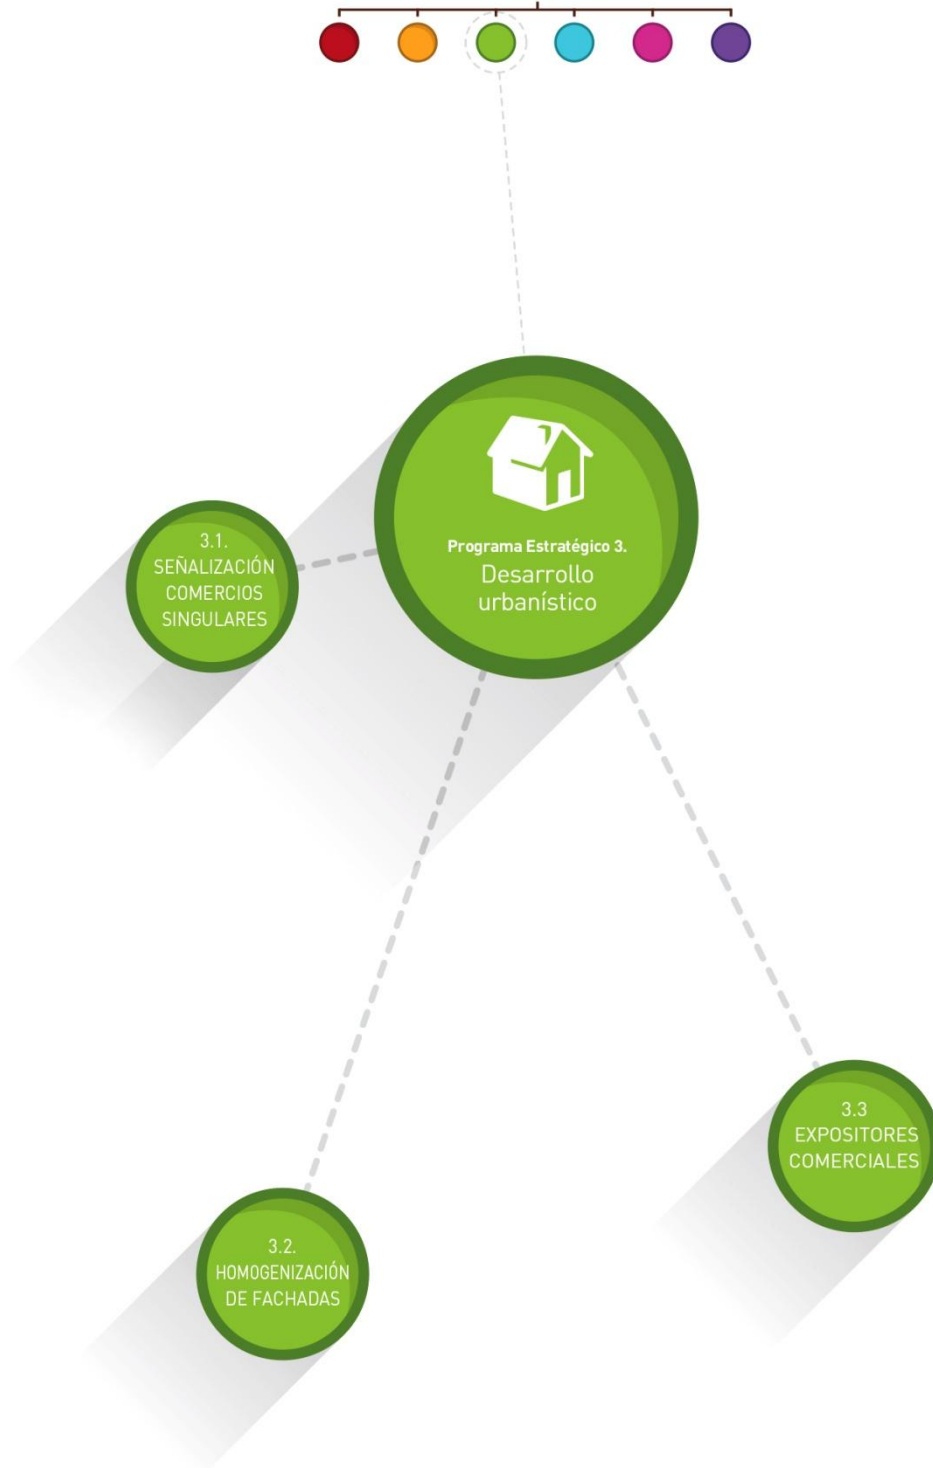 Programa Estratégico 3.
Desarrollo
urbanístico
3.1.
SEÑALIZACIÓN
COMERCIOS
SINGULARES
3.2.
HOMOGENIZACIÓN
DE FACHADAS
3.3
EXPOSITORES
COMERCIALES